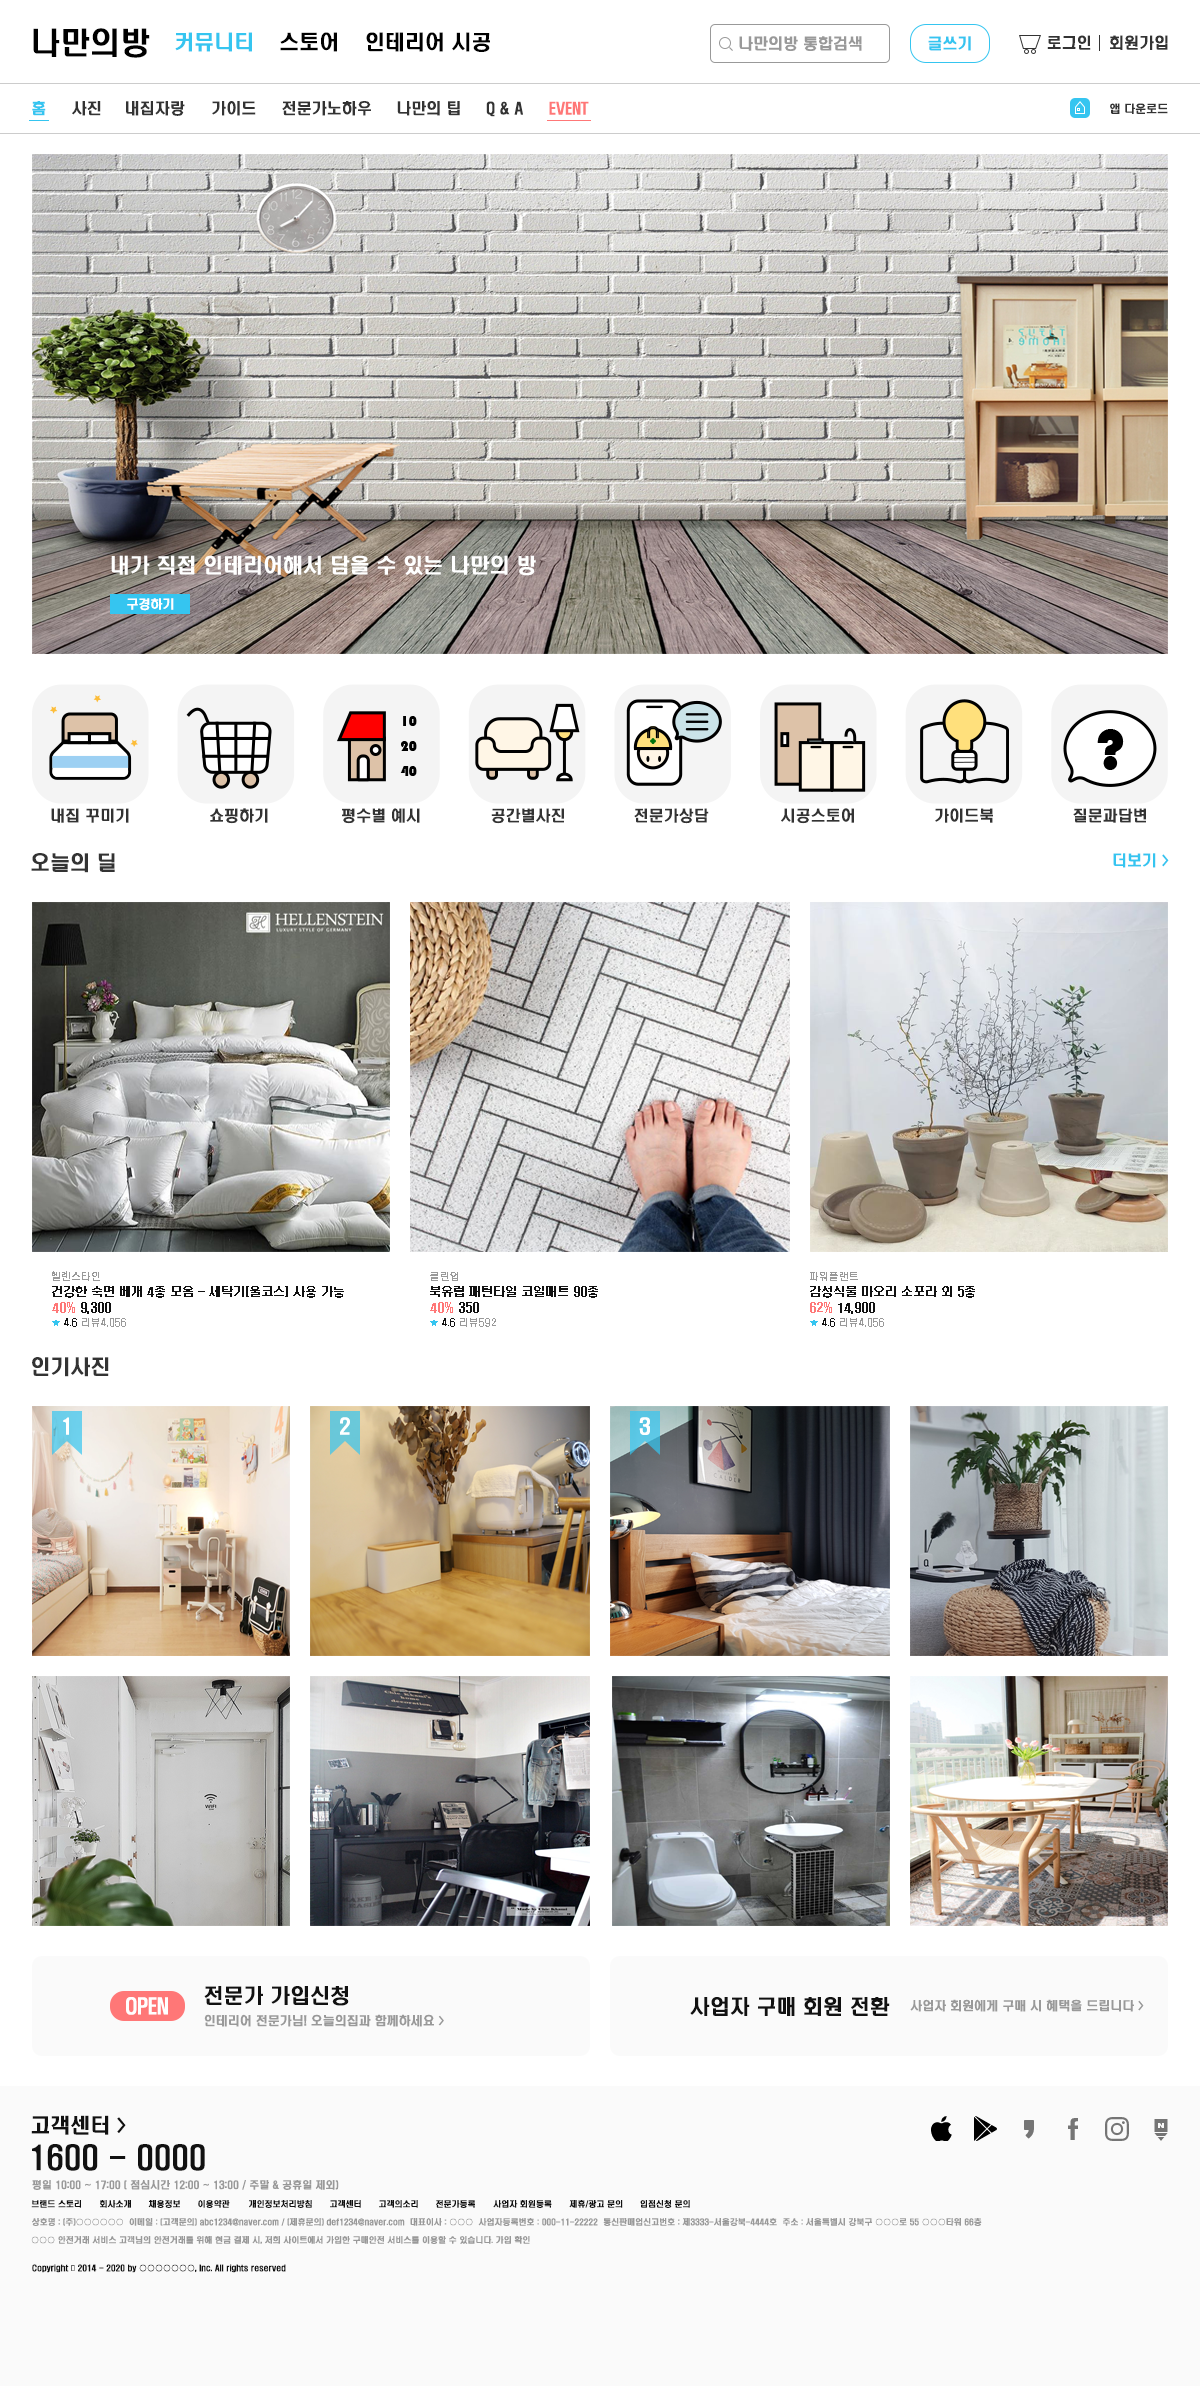 나만의방 커뮤니티 스토어 인테리어 시공 나만의방 통합검색 글쓰기 로그인 | 회원가입
홈 사진 내집자랑 가이드 전문가노하우 나만의 팁 Q & A EVENT 앱 다운로드
내가 직접 인테리어해서 담을 수 있는 나만의 방
구경하기
10
20
40
내집 꾸미기 쇼핑하기 평수별 예시 공간별사진 전문가상담 시공스토어 가이드북 질문과답변
오늘의 딜 더보기 >
HELLENSTEIN
LUXURY STYLE OF GERMANY
헬렌스타인
건강한 숙면 베개 4종 모음 - 세탁기(울코스) 사용 가능
40% 9,300
★ 4.6 리뷰4,056
클린업
북유럽 패턴타일 코일매트 90종
40% 350
★ 4.6 리뷰592
파워플랜트
감성식물 마오리 소포라 외 5종
62% 14,900
★ 4.6 리뷰4,056
인기사진
1 2 3
CALDER
WiFi
전문가 가입신청
OPEN
인테리어 전문가님! 오늘의집과 함께하세요 >
사업자 구매 회원 전환 사업자 회원에게 구매 시 혜택을 드립니다 >
고객센터 >
1600 - 0000
평일 10:00 ~ 17:00 ( 점심시간 12:00 ~ 13:00 / 주말 & 공휴일 제외)
브랜드 스토리 회사소개 채용정보 이용약관 개인정보처리방침 고객센터 고객의소리 전문가등록 사업자 회원등록 제휴/광고 문의 입점신청 문의
상호명 : (주)○○○○○○ 이메일 : (고객문의) abc1234@naver.com / (제휴문의) def1234@naver.com 대표이사 : ○○○ 사업자등록번호 : 000-11-22222 통신판매업신고번호 : 제3333-서울강북-4444호 주소 : 서울특별시 강북구 ○○○로 55 ○○○타워 66층
○○○ 안전거래 서비스 고객님의 안전거래를 위해 현금 결제 시, 저희 사이트에서 가입한 구매안전 서비스를 이용할 수 있습니다. 가입 확인
Copyright ▯ 2014 - 2020 by ○○○○○○○, Inc. All rights reserved